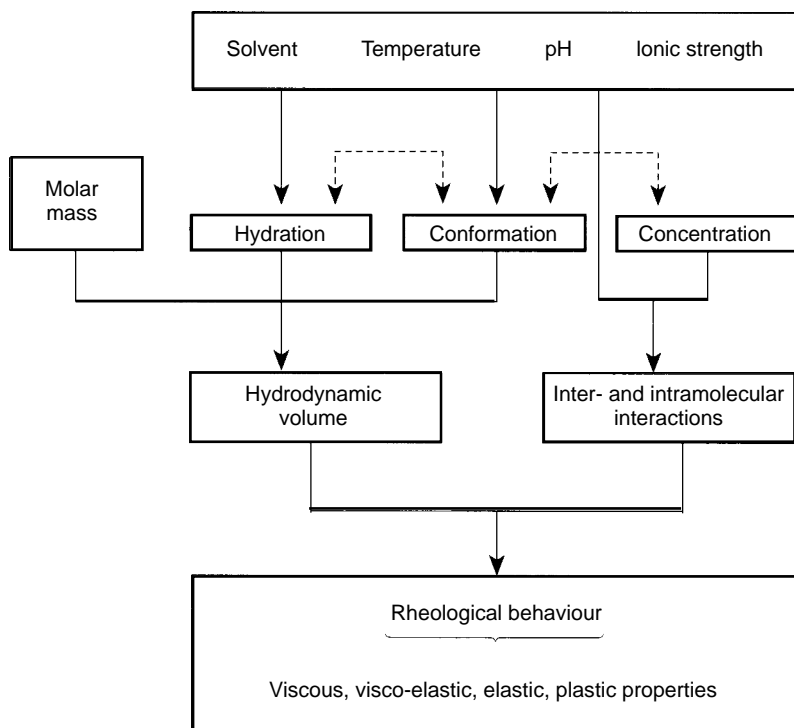 Solvent Temperature pH Ionic strength
Molar
mass
Hydration Conformation Concentration
Hydrodynamic
volume
Inter- and intramolecular
interactions
Rheological behaviour
Viscous, visco-elastic, elastic, plastic properties